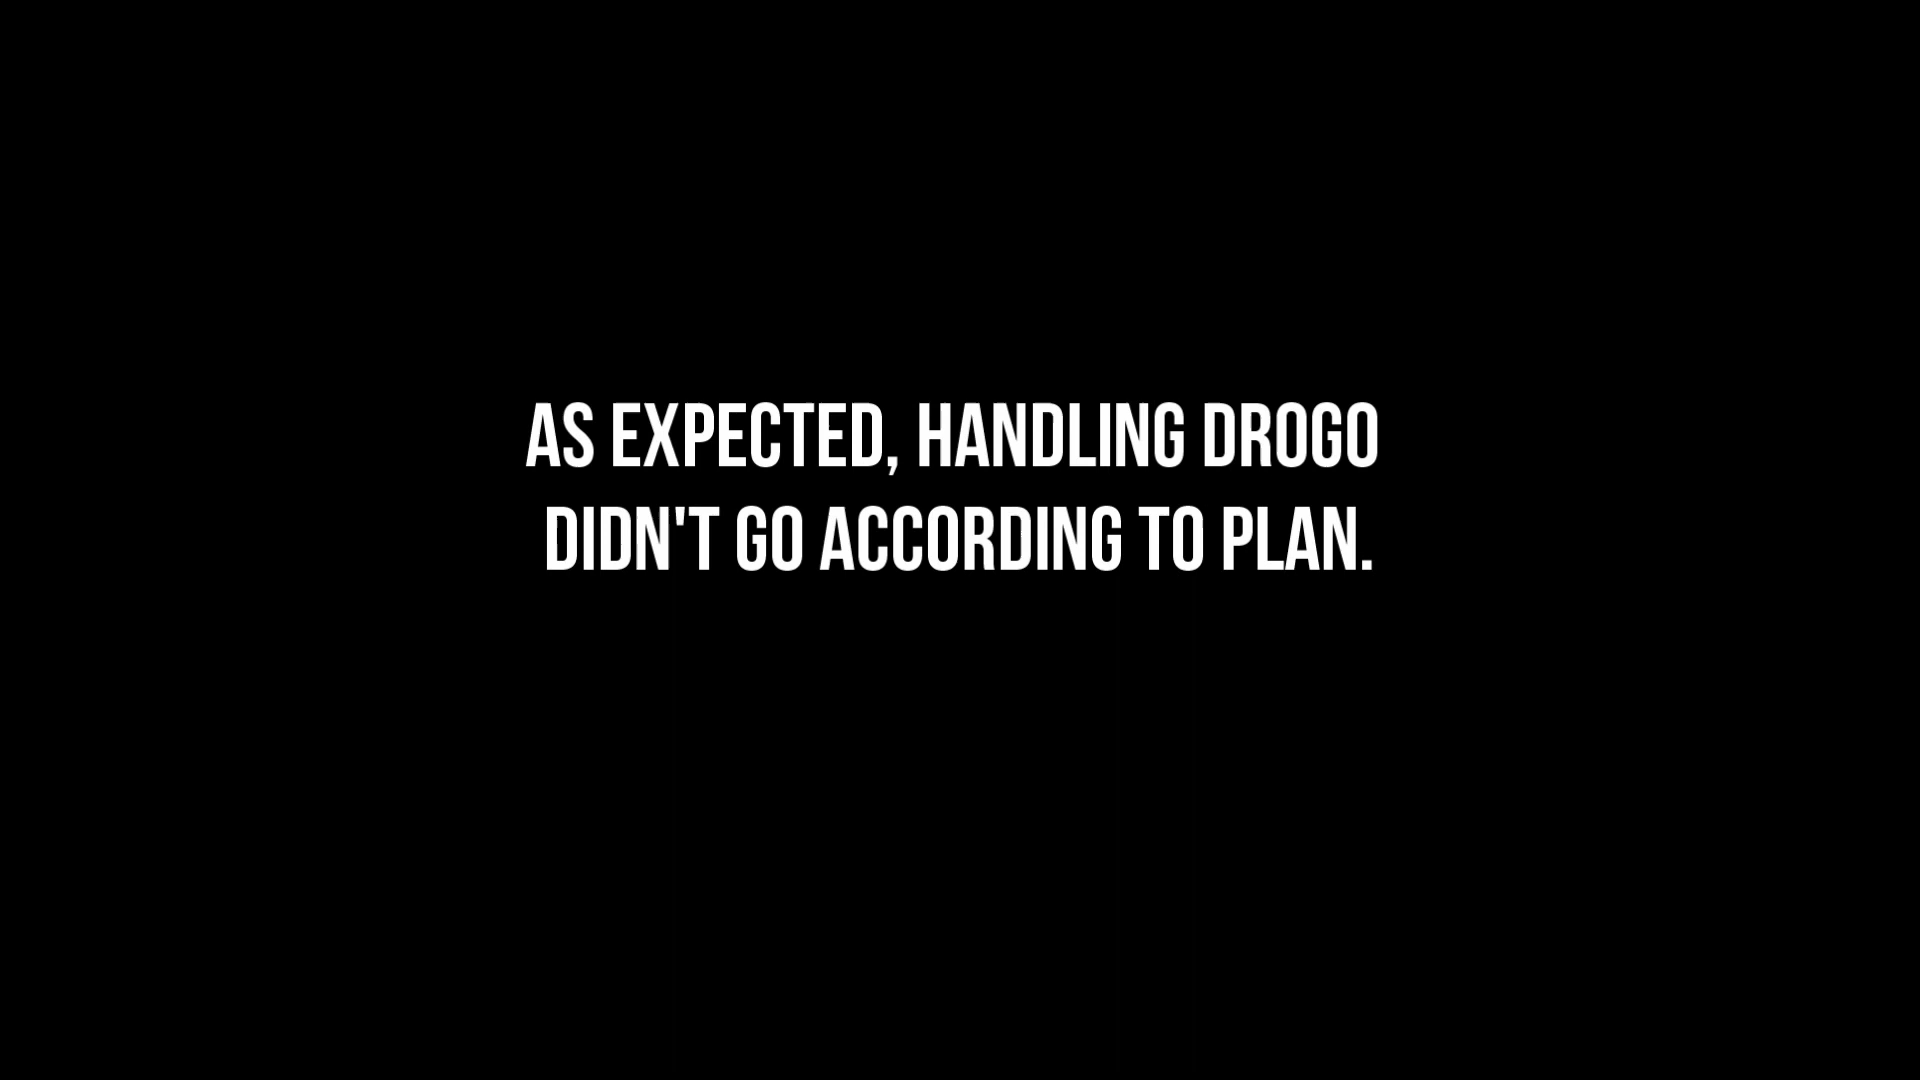 AS EXPECTED, HANDLING DROGO
DIDN'T GO ACCORDING TO PLAN.